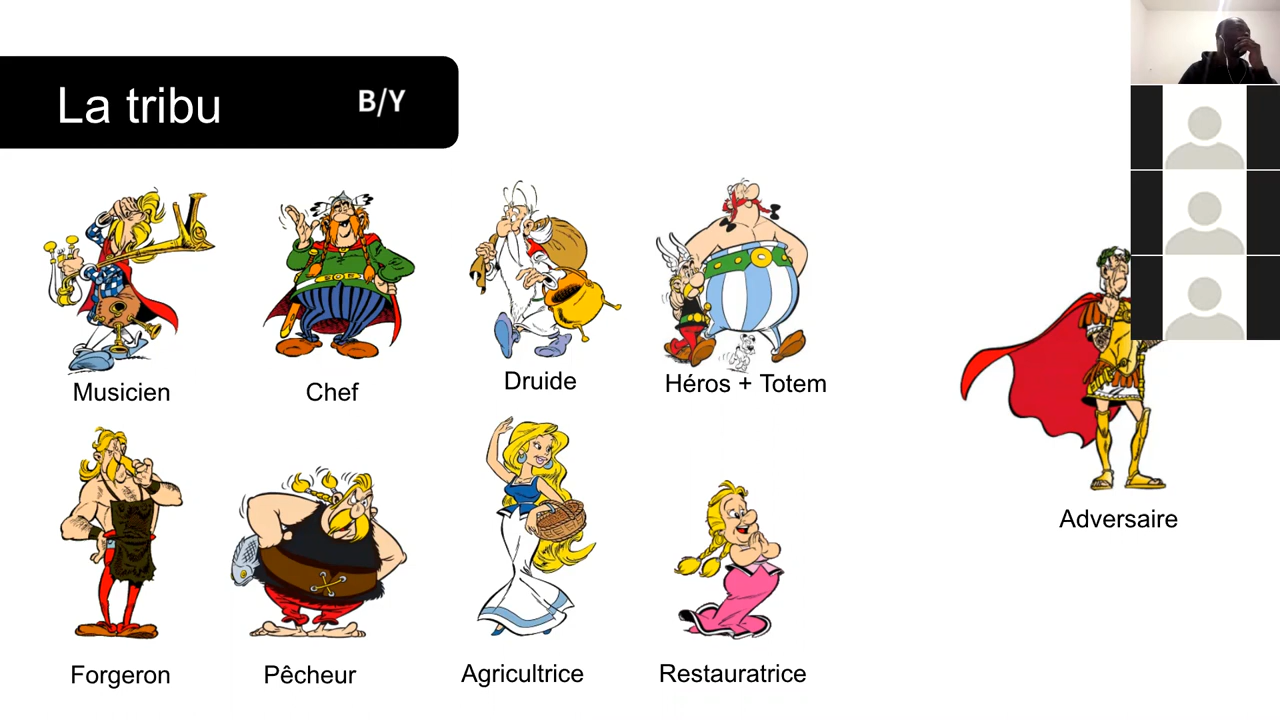 La tribu
B/Y
Musicien
Chef
Druide
Héros + Totem
Adversaire
Forgeron
Pêcheur
Agricultrice
Restauratrice